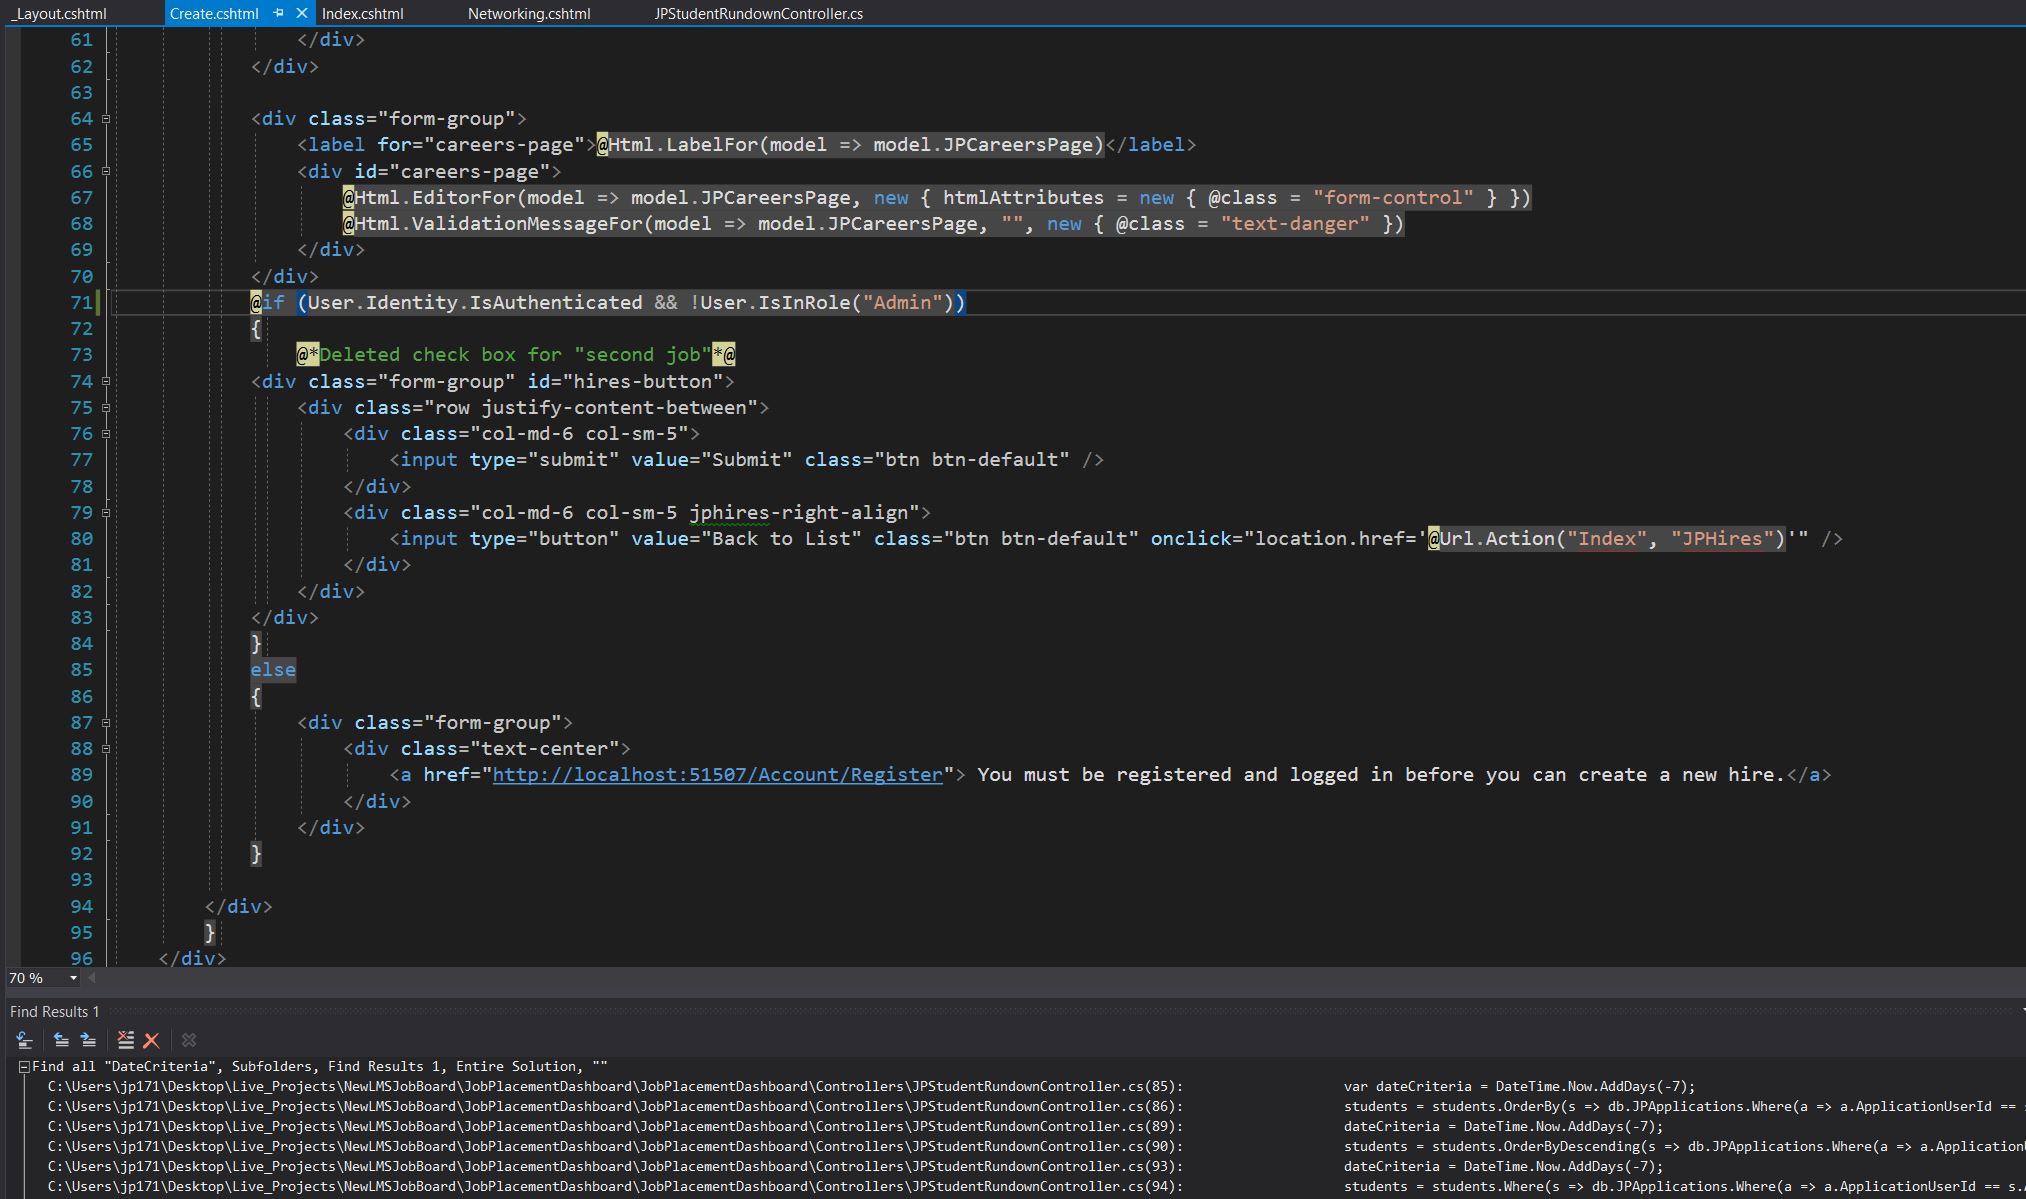 _Layout.cshtml Create.cshtml Index.cshtml Networking.cshtml JPStudentRundownController.cs
61 </div>
62 </div>
63
64 <div class="form-group">
65 <label for="careers-page">@Html.LabelFor(model => model.JPCareersPage)</label>
66 <div id="careers-page">
67 @Html.EditorFor(model => model.JPCareersPage, new { htmlAttributes = new { @class = "form-control" } })
68 @Html.ValidationMessageFor(model => model.JPCareersPage, "", new { @class = "text-danger" })
69 </div>
70 </div>
71 @if (User.Identity.IsAuthenticated && !User.IsInRole("Admin"))
72 {
73 @*Deleted check box for "second job"*@
74 <div class="form-group" id="hires-button">
75 <div class="row justify-content-between">
76 <div class="col-md-6 col-sm-5">
77 <input type="submit" value="Submit" class="btn btn-default" />
78 </div>
79 <div class="col-md-6 col-sm-5 jphires-right-align">
80 <input type="button" value="Back to List" class="btn btn-default" onclick="location.href='@Url.Action("Index", "JPHires")'" />
81 </div>
82 </div>
83 </div>
84 }
85 else
86 {
87 <div class="form-group">
88 <div class="text-center">
89 <a href="http://localhost:51507/Account/Register"> You must be registered and logged in before you can create a new hire.</a>
90 </div>
91 </div>
92 }
93
94 </div>
95 }
96 </div>
70 %
Find Results 1
Find all "DateCriteria", Subfolders, Find Results 1, Entire Solution, ""
C:\Users\jp171\Desktop\Live_Projects\NewLMSJobBoard\JobPlacementDashboard\JobPlacementDashboard\Controllers\JPStudentRundownController.cs(85): var dateCriteria = DateTime.Now.AddDays(-7);
C:\Users\jp171\Desktop\Live_Projects\NewLMSJobBoard\JobPlacementDashboard\JobPlacementDashboard\Controllers\JPStudentRundownController.cs(86): students = students.OrderBy(s => db.JPApplications.Where(a => a.ApplicationUserId ==
C:\Users\jp171\Desktop\Live_Projects\NewLMSJobBoard\JobPlacementDashboard\JobPlacementDashboard\Controllers\JPStudentRundownController.cs(89): dateCriteria = DateTime.Now.AddDays(-7);
C:\Users\jp171\Desktop\Live_Projects\NewLMSJobBoard\JobPlacementDashboard\JobPlacementDashboard\Controllers\JPStudentRundownController.cs(90): students = students.OrderByDescending(s => db.JPApplications.Where(a => a.Application
C:\Users\jp171\Desktop\Live_Projects\NewLMSJobBoard\JobPlacementDashboard\JobPlacementDashboard\Controllers\JPStudentRundownController.cs(93): dateCriteria = DateTime.Now.AddDays(-7);
C:\Users\jp171\Desktop\Live_Projects\NewLMSJobBoard\JobPlacementDashboard\JobPlacementDashboard\Controllers\JPStudentRundownController.cs(94): students = students.Where(s => db.JPApplications.Where(a => a.ApplicationUserId == s.